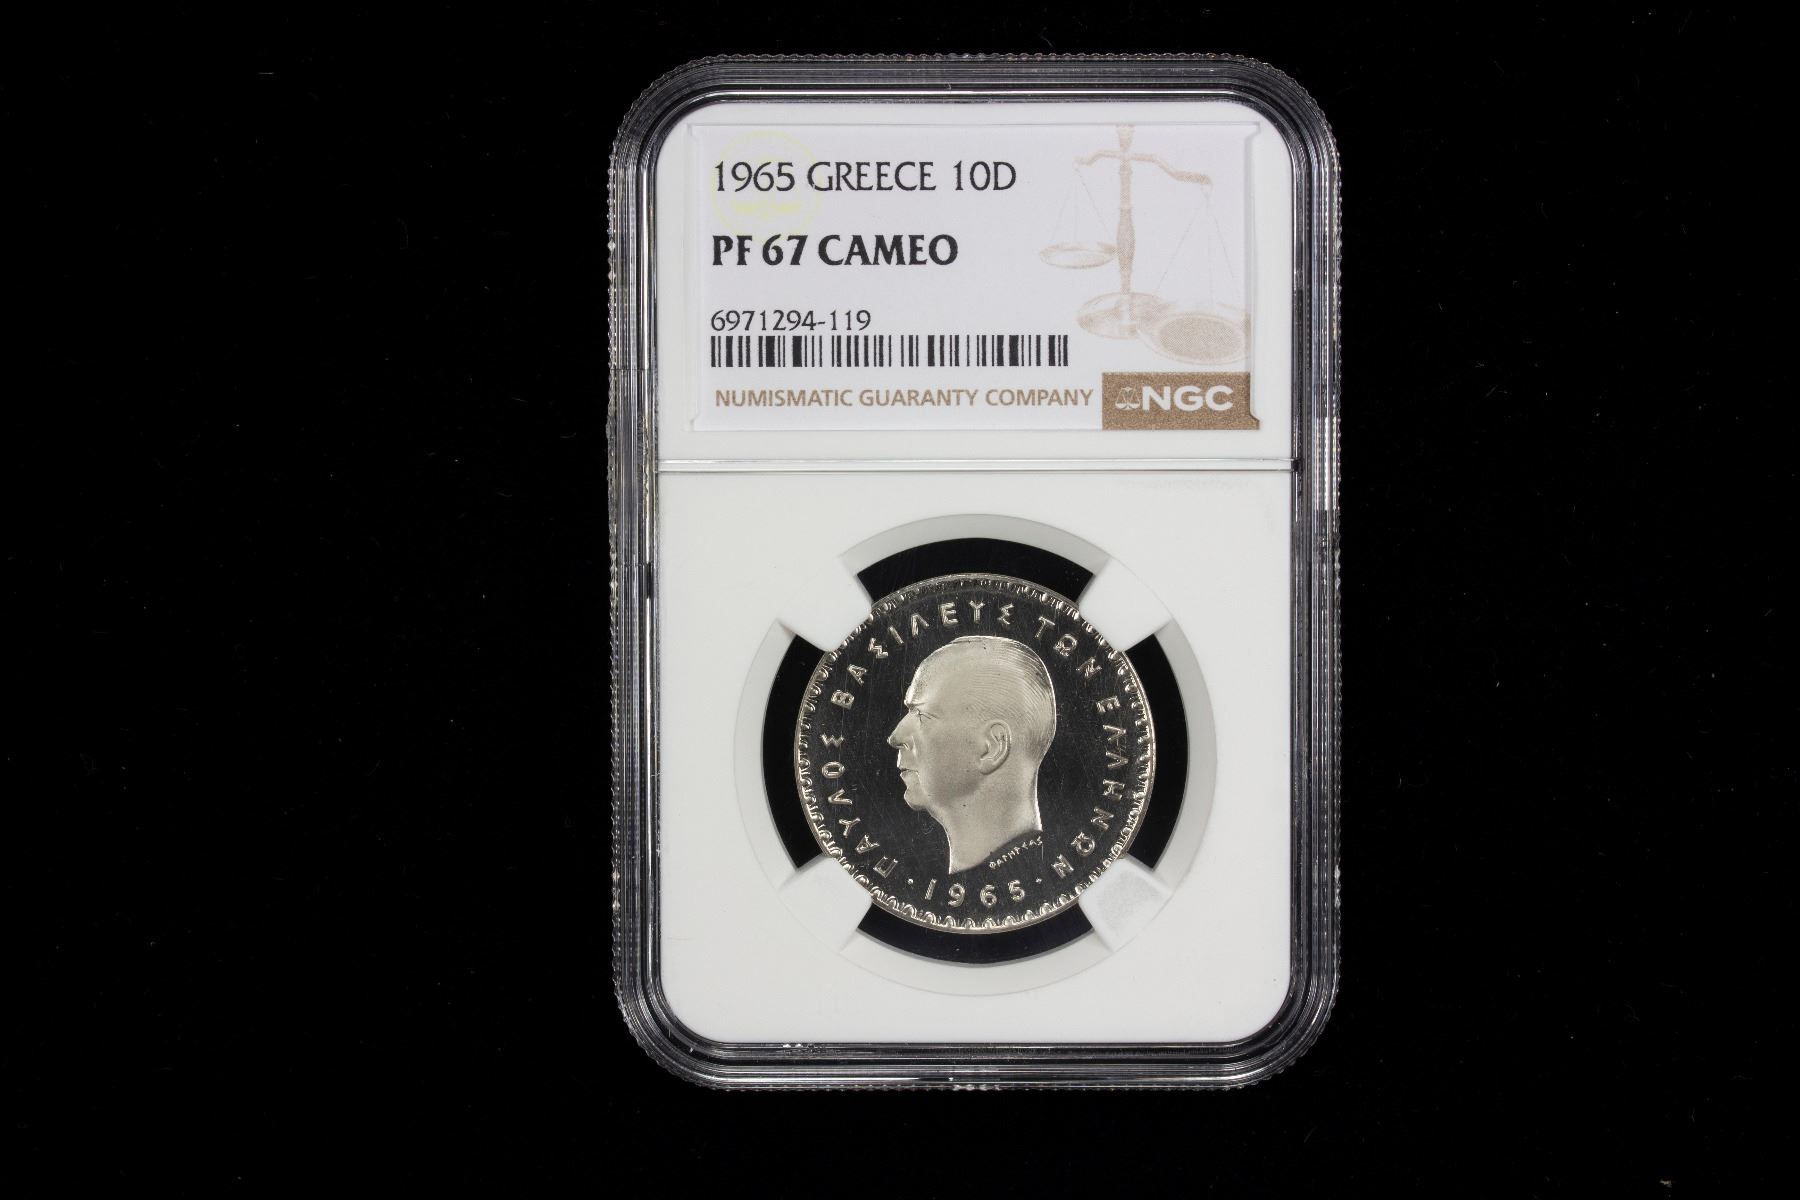 1965 GREECE 10D
PF 67 CAMEO
6971294-119
NUMISMATIC GUARANTY COMPANY
NGC
ΠΑΥΛΟΣ ΒΑΣΙΛΕΥΣ ΤΩΝ ΕΛΛΗΝΩΝ
· 1965 ·